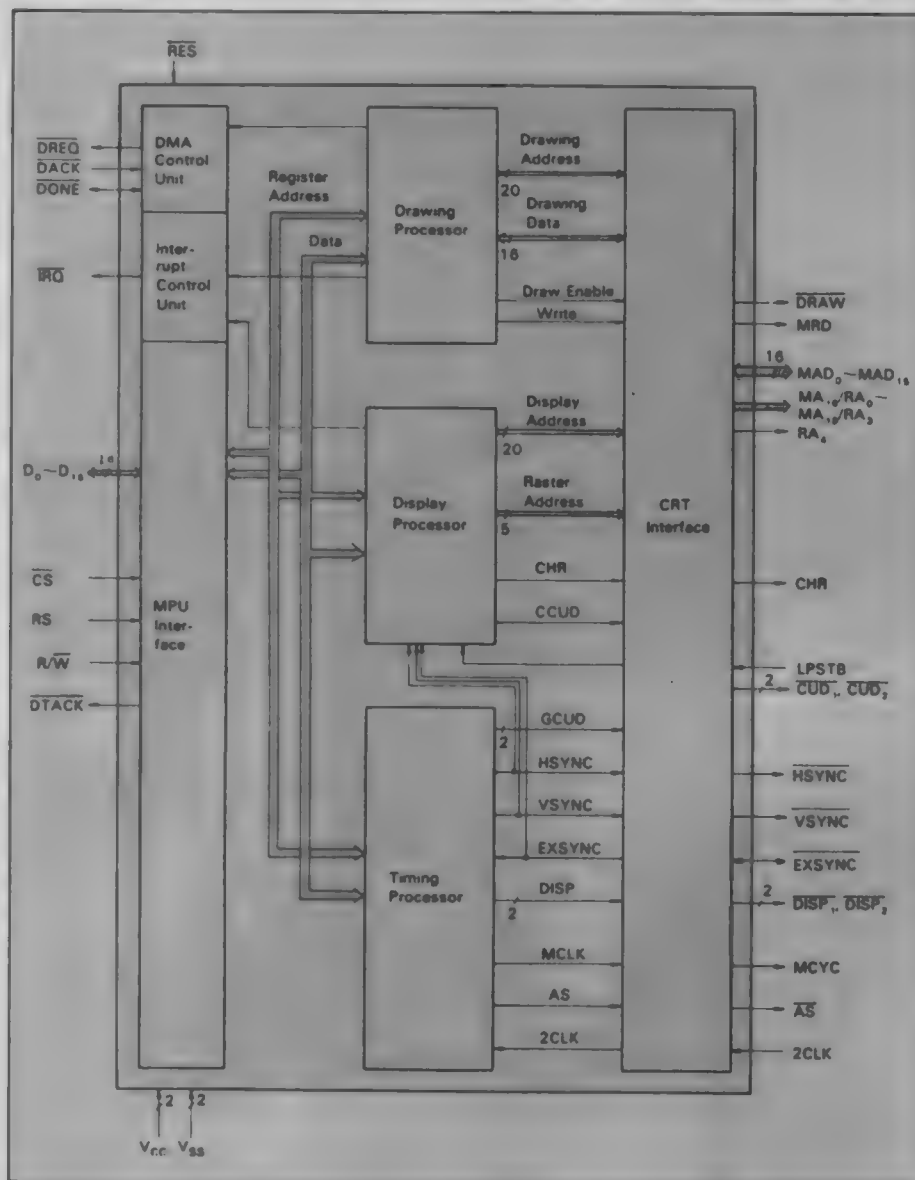 RES
DREQ
DACK
DONE
IRQ
D₀~D₁₅
CS
RS
R/W
DTACK
DMA
Control
Unit
Inter-
rupt
Control
Unit
MPU
Inter-
face
Register
Address
Data
Drawing
Processor
Display
Processor
Timing
Processor
Drawing
Address
20
Drawing
Data
16
Draw Enable
Write
Display
Address
20
Raster
Address
5
CHR
CCUD
GCUD
2
HSYNC
VSYNC
EXSYNC
DISP
2
MCLK
AS
2CLK
CRT
Interface
DRAW
MRD
16
MAD₀~MAD₁₅
MA₁₆/RA₀~
MA₁₉/RA₃
RA₄
CHR
LPSTB
2
CUD₁, CUD₂
HSYNC
VSYNC
EXSYNC
2
DISP₁, DISP₂
MCYC
AS
2CLK
2
2
Vcc
Vss